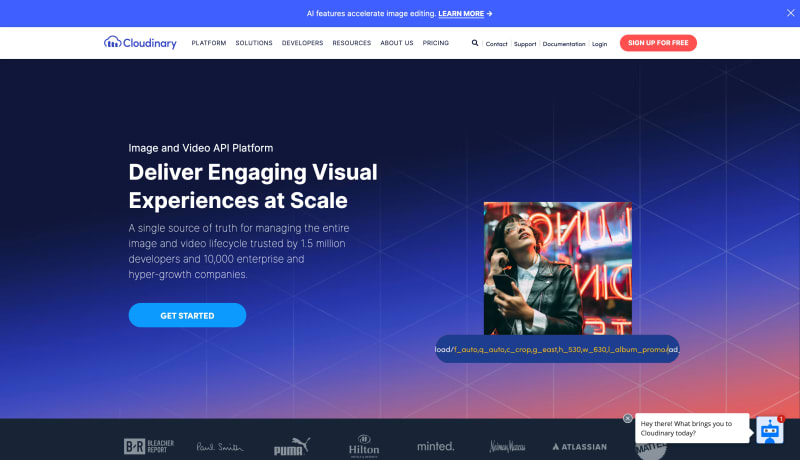 AI features accelerate image editing. LEARN MORE →
Cloudinary
PLATFORM SOLUTIONS DEVELOPERS RESOURCES ABOUT US PRICING
Contact Support Documentation Login
SIGN UP FOR FREE
Image and Video API Platform
Deliver Engaging Visual
Experiences at Scale
A single source of truth for managing the entire
image and video lifecycle trusted by 1.5 million
developers and 10,000 enterprise and
hyper-growth companies.
GET STARTED
load/f_auto,q_auto,c_crop,g_east,h_530,w_630,l_album_promo/ad_
Hey there! What brings you to
Cloudinary today?
1
B/R BLEACHER
REPORT
Paul Smith
PUMA
Hilton
HOTELS & RESORTS
minted.
Neiman Marcus
ATLASSIAN
MATTEL